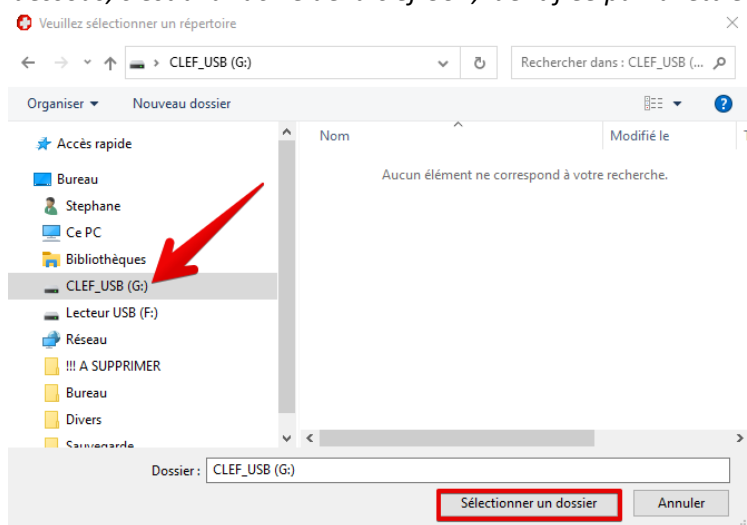 Veuillez sélectionner un répertoire
CLEF_USB (G:)
Rechercher dans : CLEF_USB (...
Organiser
Nouveau dossier
Nom
Modifié le
Accès rapide
Aucun élément ne correspond à votre recherche.
Bureau
Stephane
Ce PC
Bibliothèques
CLEF_USB (G:)
Lecteur USB (F:)
Réseau
!!! A SUPPRIMER
Bureau
Divers
Sauvegarde
Dossier : CLEF_USB (G:)
Sélectionner un dossier
Annuler